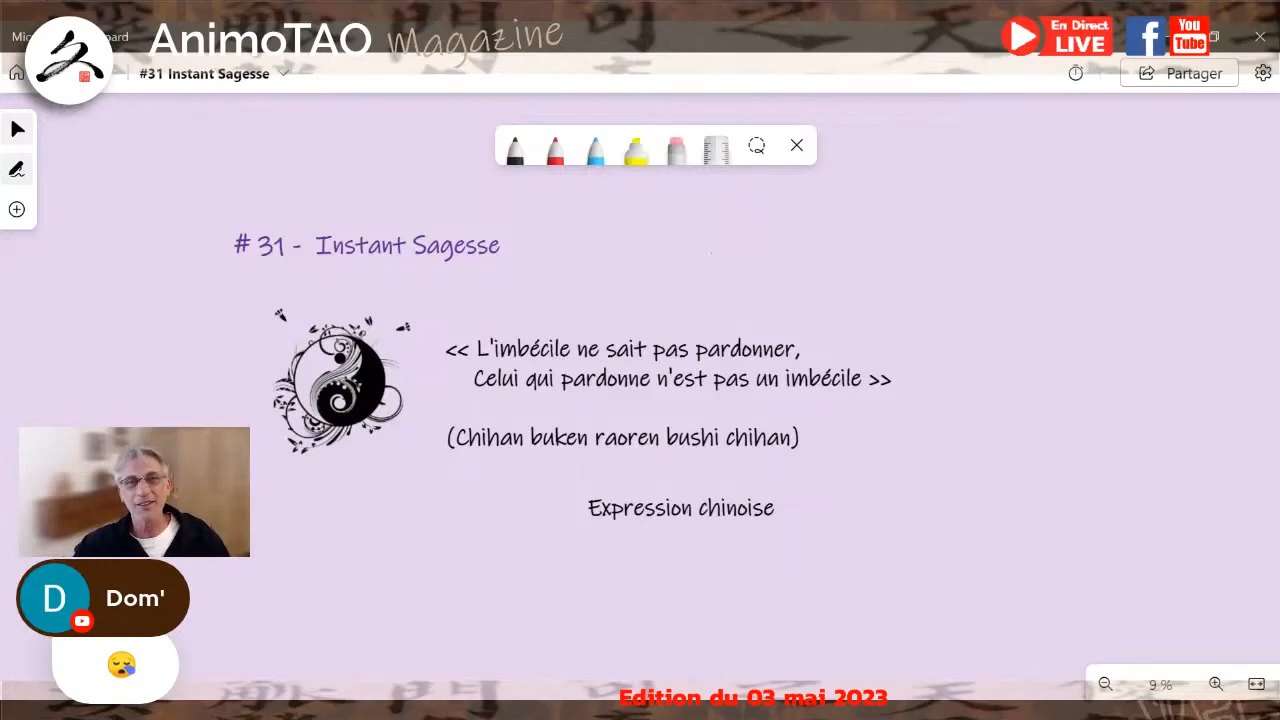 AnimoTAO Magazine
En Direct
LIVE
You
Tube
#31 Instant Sagesse
Partager
# 31 - Instant Sagesse
<< L'imbécile ne sait pas pardonner,
Celui qui pardonne n'est pas un imbécile >>
(Chihan buken raoren bushi chihan)
Expression chinoise
D
Dom'
9 %
Edition du 03 mai 2023